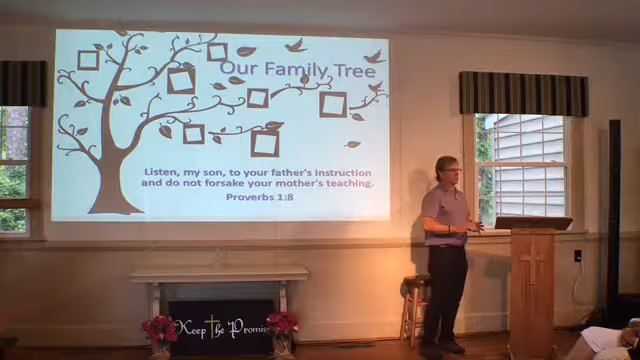 Our Family Tree
Listen, my son, to your father's instruction
and do not forsake your mother's teaching.
Proverbs 1:8
Keep the Promise